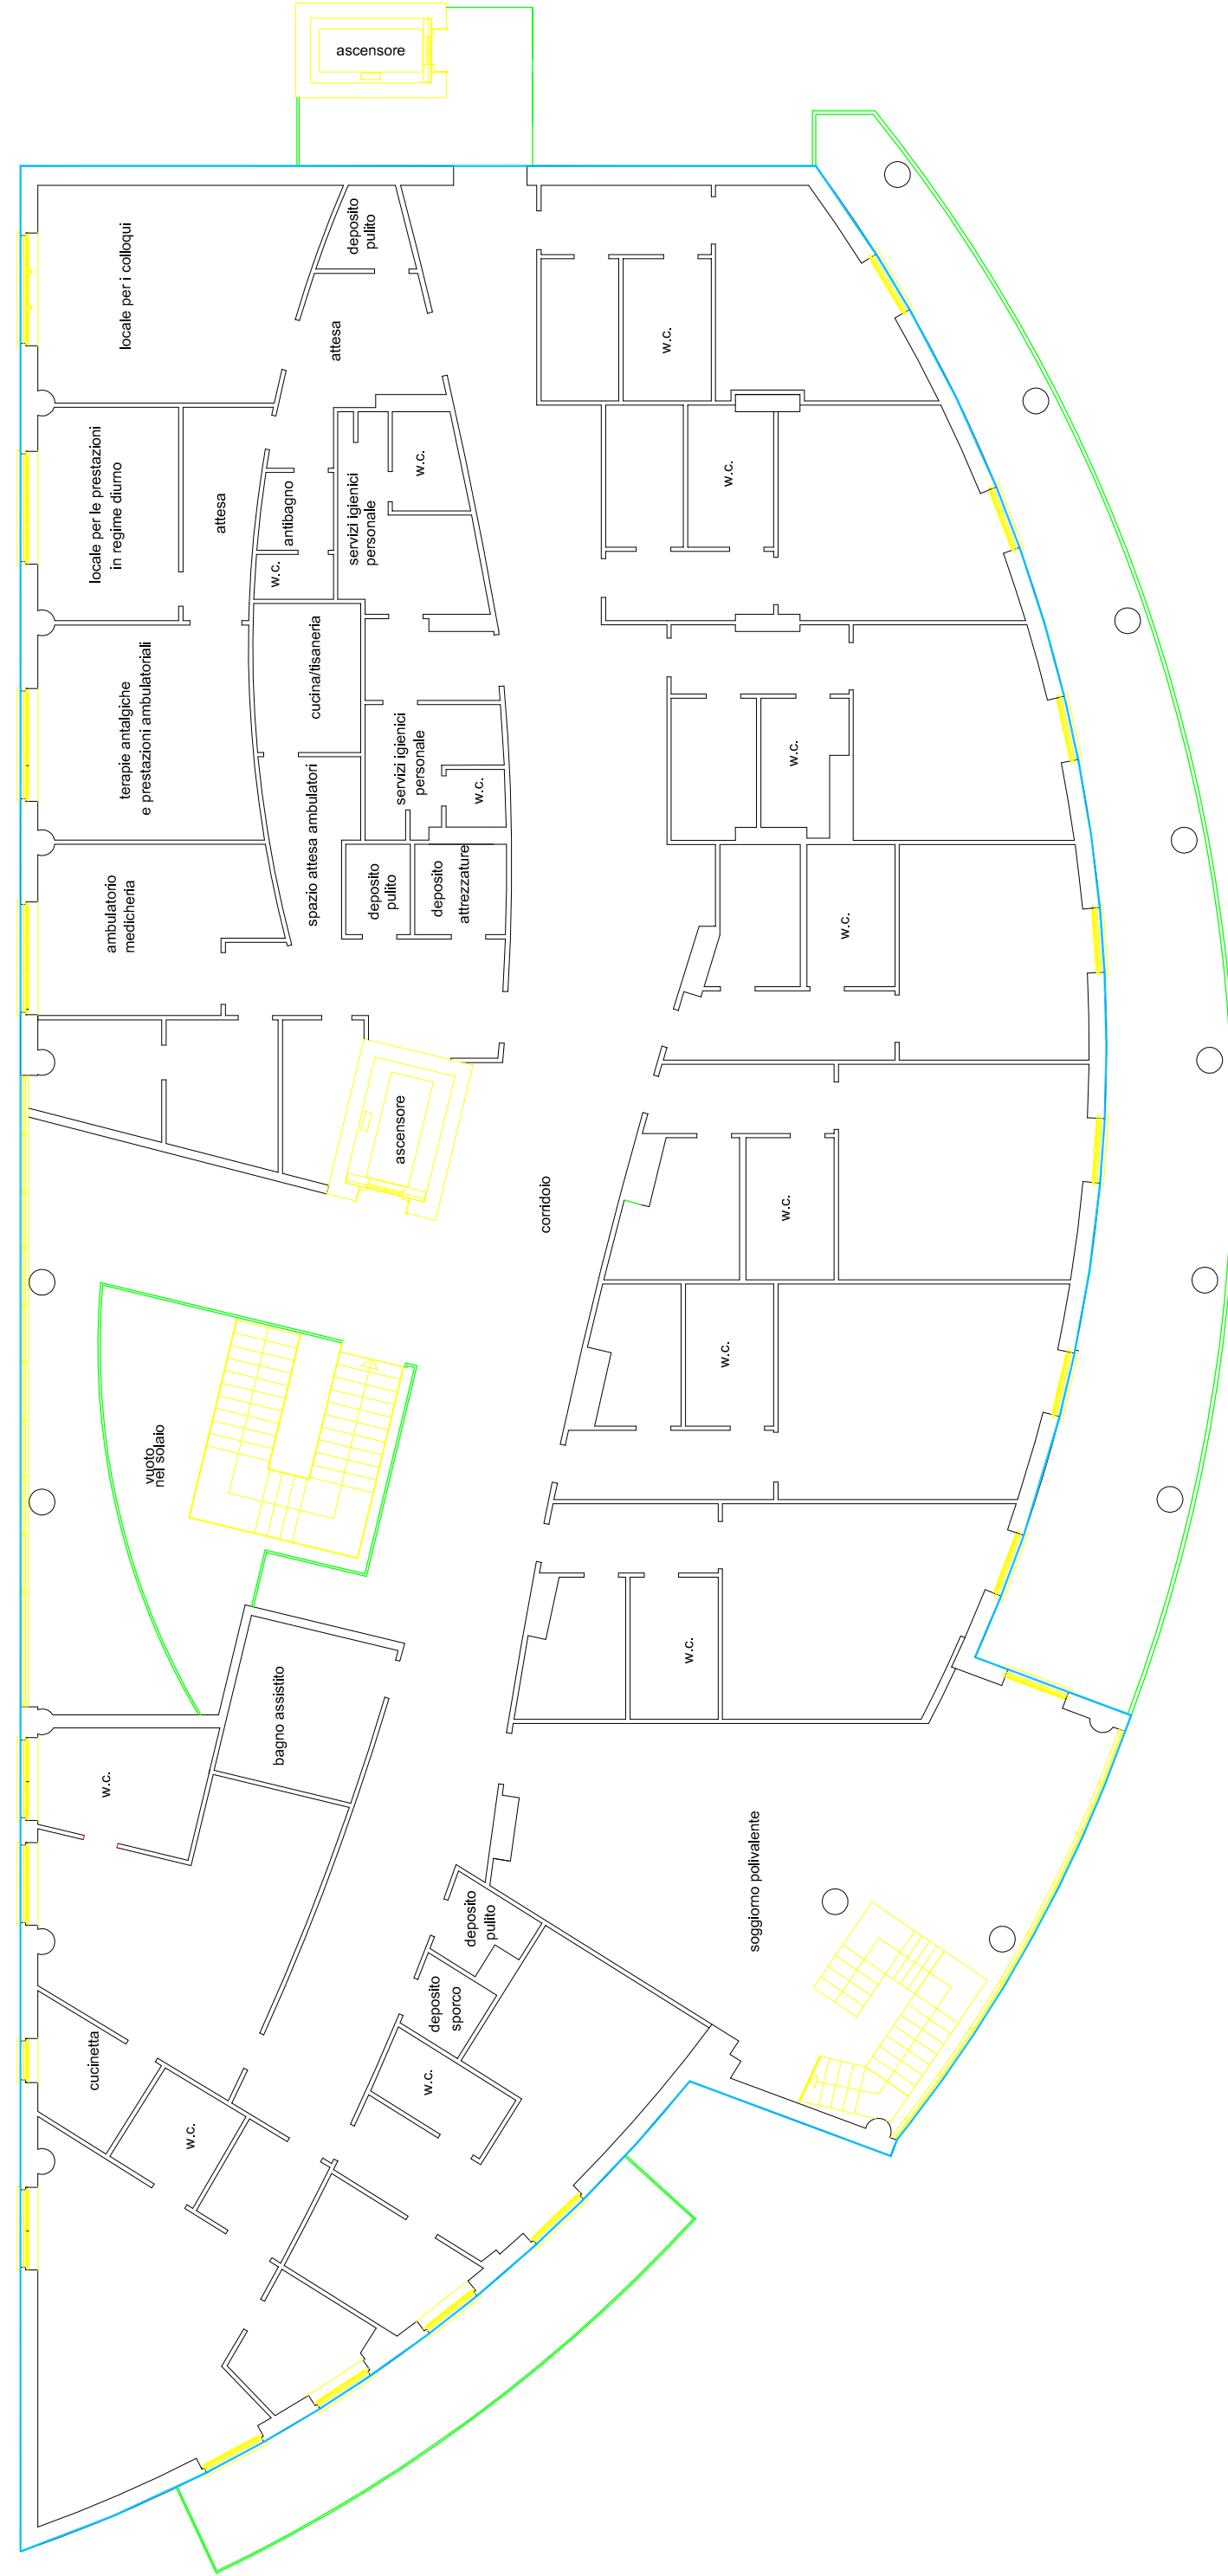 ascensore
locale per i colloqui
deposito
pulito
attesa
w.c.
locale per le prestazioni
in regime diurno
attesa
antibagno
w.c.
servizi igienici
personale
w.c.
w.c.
terapie antalgiche
e prestazioni ambulatoriali
cucina/tisaneria
servizi igienici
personale
w.c.
w.c.
ambulatorio
medicheria
spazio attesa ambulatori
deposito
pulito
deposito
attrezzature
w.c.
ascensore
corridoio
w.c.
w.c.
vuoto
nel solaio
w.c.
bagno assistito
w.c.
soggiorno polivalente
deposito
pulito
deposito
sporco
cucinetta
w.c.
w.c.